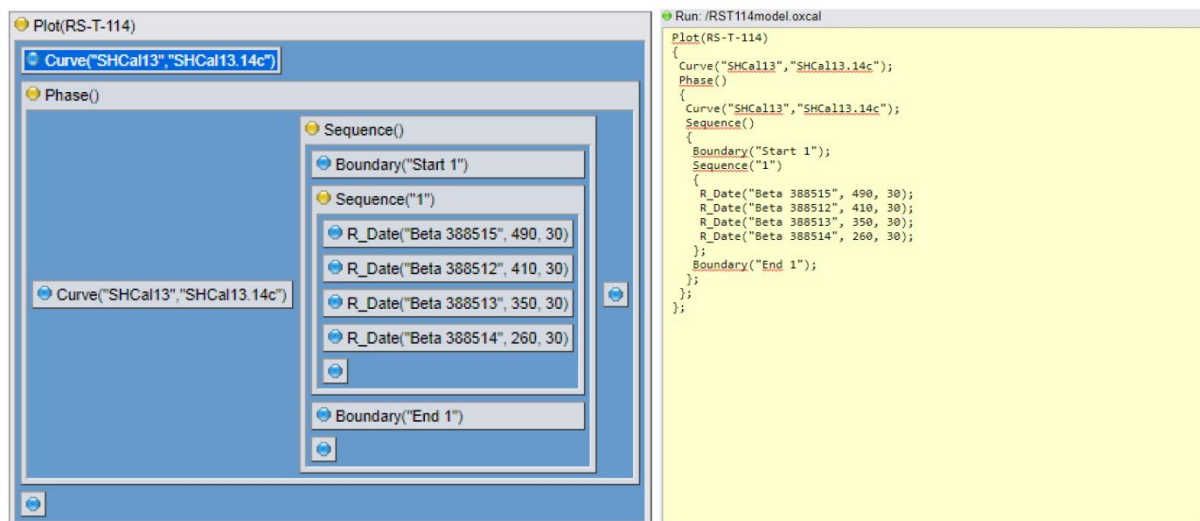 Plot(RS-T-114)
Curve("SHCal13","SHCal13.14c")
Phase()
Curve("SHCal13","SHCal13.14c")
Sequence()
Boundary("Start 1")
Sequence("1")
R_Date("Beta 388515", 490, 30)
R_Date("Beta 388512", 410, 30)
R_Date("Beta 388513", 350, 30)
R_Date("Beta 388514", 260, 30)
Boundary("End 1")
Run: /RST114model.oxcal
Plot(RS-T-114)
{
Curve("SHCal13","SHCal13.14c");
Phase()
{
Curve("SHCal13","SHCal13.14c");
Sequence()
{
Boundary("Start 1");
Sequence("1")
{
R_Date("Beta 388515", 490, 30);
R_Date("Beta 388512", 410, 30);
R_Date("Beta 388513", 350, 30);
R_Date("Beta 388514", 260, 30);
};
Boundary("End 1");
};
};
};